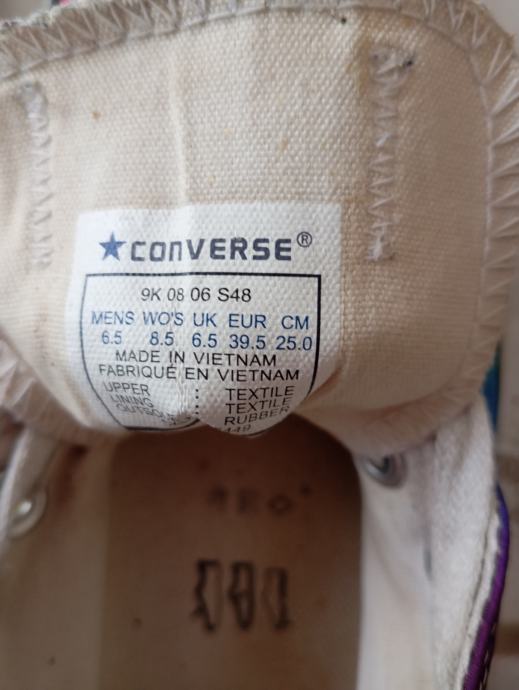 ★CONVERSE®
9K 08 06 S48
MENS WO'S UK EUR CM
6.5 8.5 6.5 39.5 25.0
MADE IN VIETNAM
FABRIQUÉ EN VIETNAM
UPPER : TEXTILE
LINING : TEXTILE
OUTSOLE : RUBBER